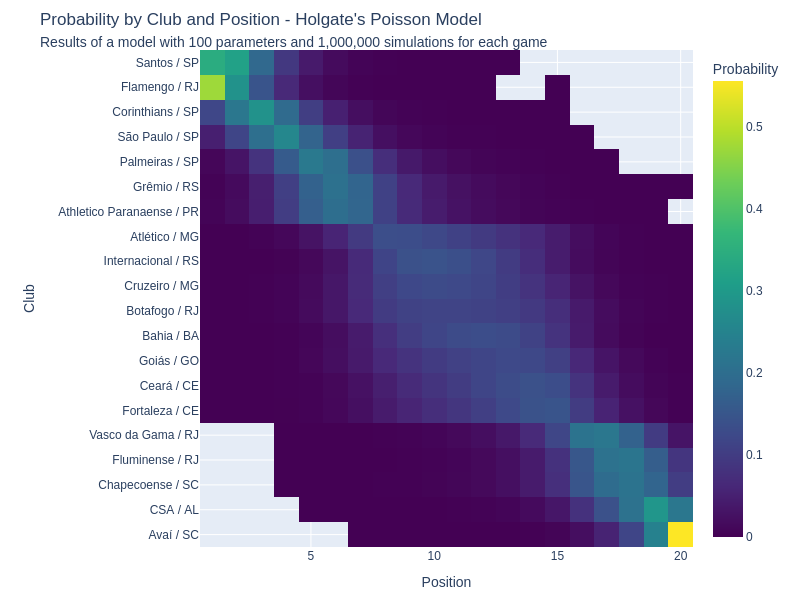 Probability by Club and Position - Holgate's Poisson Model
Results of a model with 100 parameters and 1,000,000 simulations for each game
Probability
Santos / SP
Flamengo / RJ
Corinthians / SP
São Paulo / SP
Palmeiras / SP
Grêmio / RS
Athletico Paranaense / PR
Atlético / MG
Internacional / RS
Cruzeiro / MG
Botafogo / RJ
Bahia / BA
Goiás / GO
Ceará / CE
Fortaleza / CE
Vasco da Gama / RJ
Fluminense / RJ
Chapecoense / SC
CSA / AL
Avaí / SC
Club
5
10
15
20
Position
0.5
0.4
0.3
0.2
0.1
0